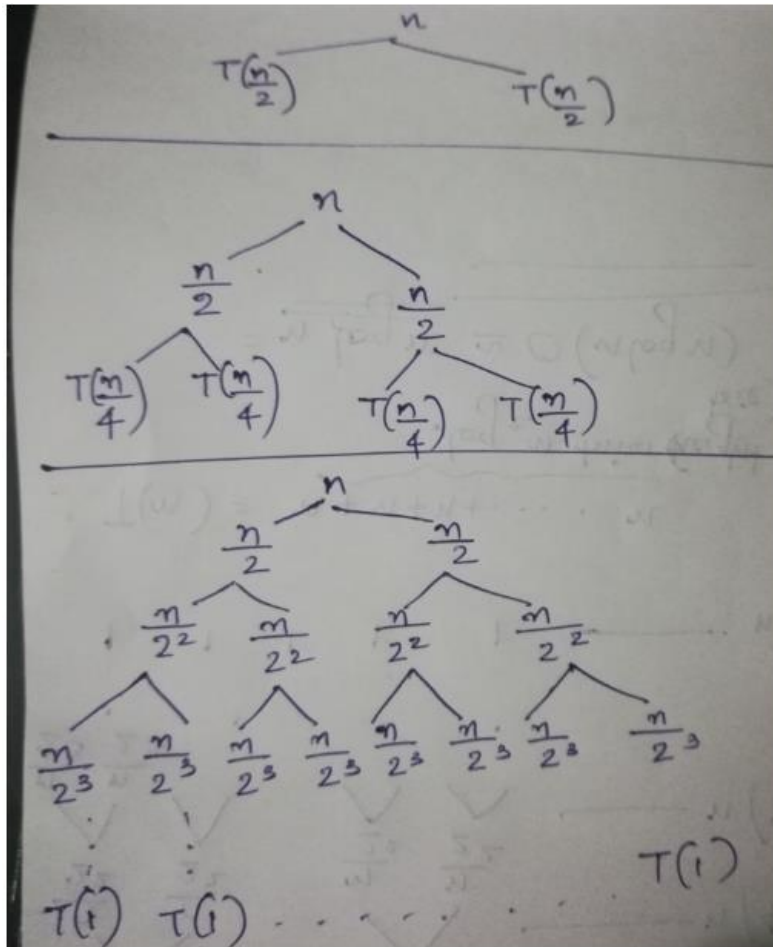 n
T(n/2) T(n/2)
n
n/2 n/2
T(n/4) T(n/4) T(n/4) T(n/4)
n
n/2 n/2
n/2² n/2² n/2² n/2²
n/2³ n/2³ n/2³ n/2³ n/2³ n/2³ n/2³ n/2³
T(1)
T(1) T(1) . . . . . . . .